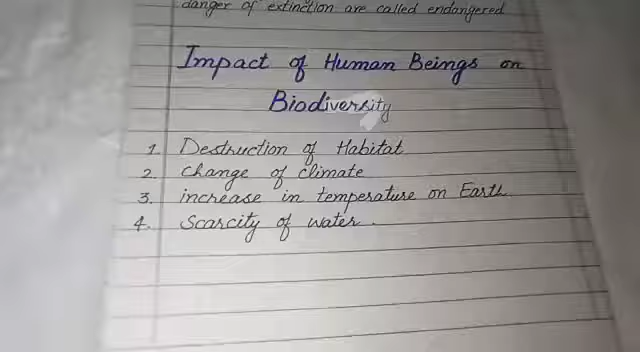 danger of extinction are called endangered
Impact of Human Beings on
Biodiversity
1. Destruction of Habitat
2. change of climate
3. increase in temperature on Earth
4. Scarcity of water.